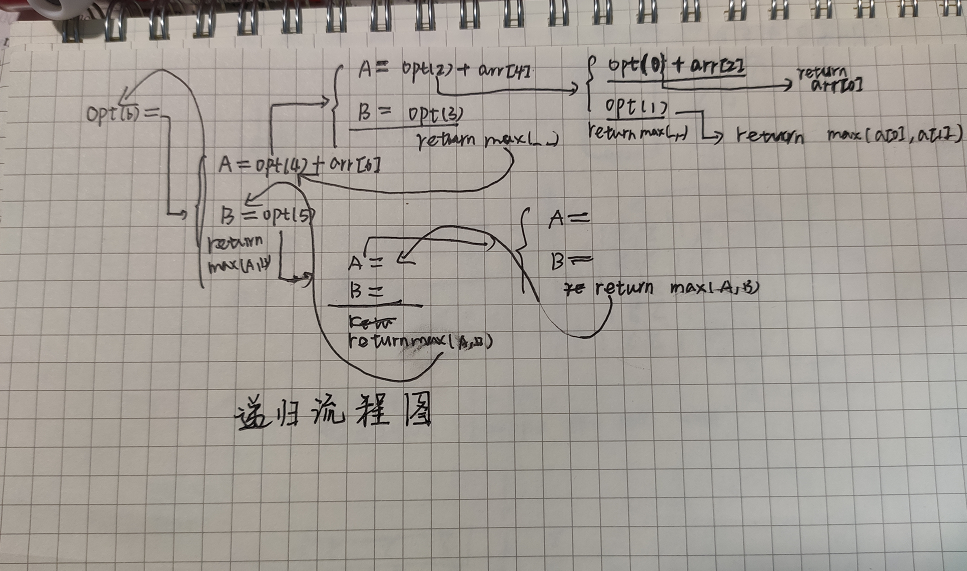 opt(6)=
A = opt(4) + arr[6]
B = opt(5)
return
max(A,B)
A = opt(2) + arr[4]
B = opt(3)
return max(_,_)
opt(0) + arr[2]
opt(1)
return max(_,_)
return
arr[0]
return max(a[0], a[1])
A =
B =
return max(A,B)
A =
B =
return max(A,B)
递归流程图